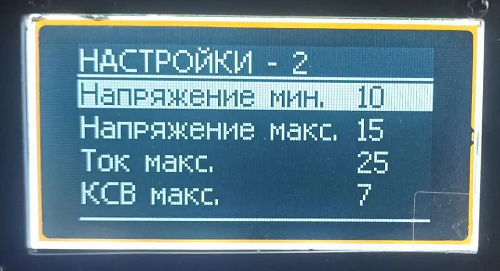 НАСТРОЙКИ - 2
Напряжение мин. 10
Напряжение макс. 15
Ток макс. 25
КСВ макс. 7